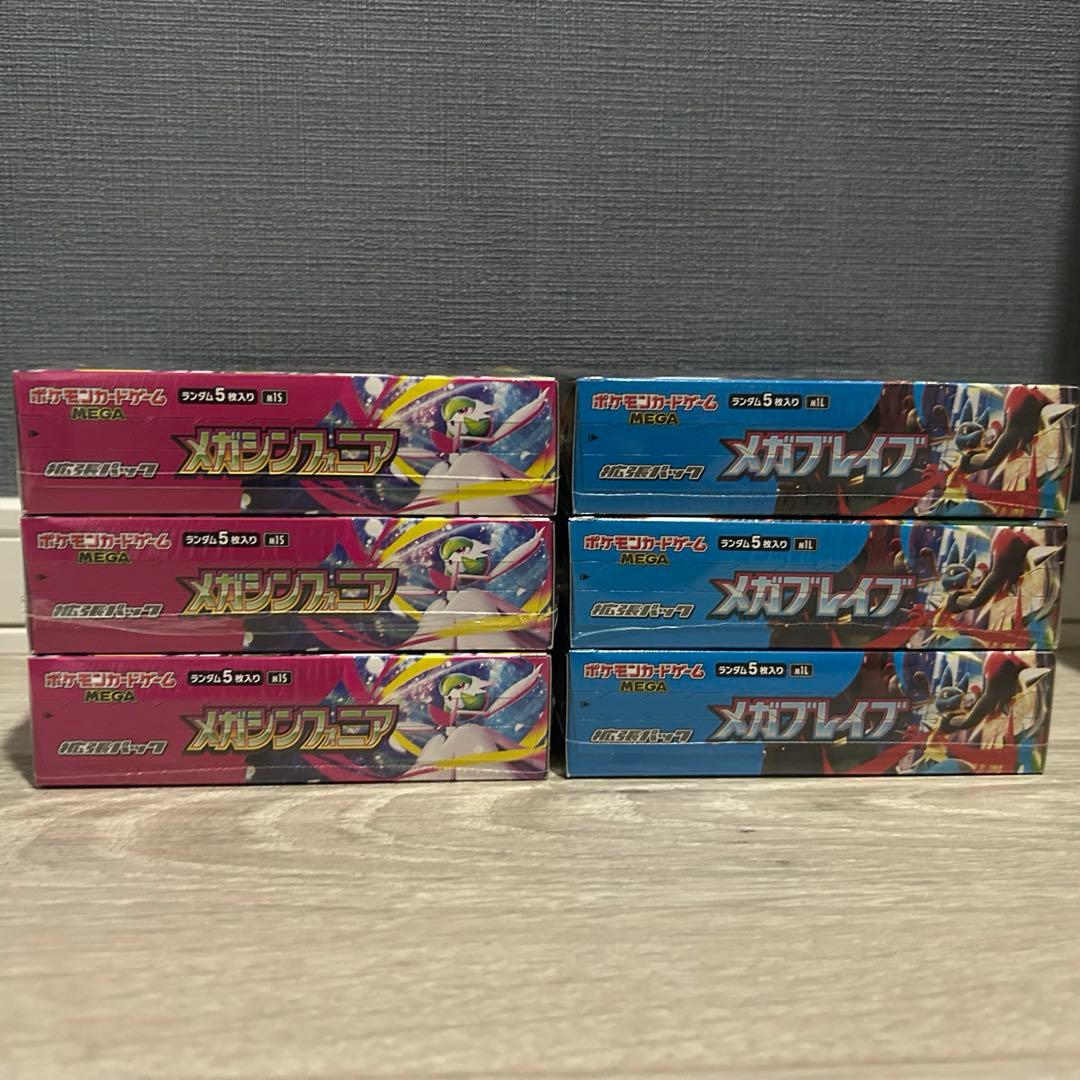 ポケモンカードゲーム
MEGA
ランダム5枚入り M1S
拡張パック
メガシンフォニア
ポケモンカードゲーム
MEGA
ランダム5枚入り M1L
拡張パック
メガブレイブ
ポケモンカードゲーム
MEGA
ランダム5枚入り M1S
拡張パック
メガシンフォニア
ポケモンカードゲーム
MEGA
ランダム5枚入り M1L
拡張パック
メガブレイブ
ポケモンカードゲーム
MEGA
ランダム5枚入り M1S
拡張パック
メガシンフォニア
ポケモンカードゲーム
MEGA
ランダム5枚入り M1L
拡張パック
メガブレイブ